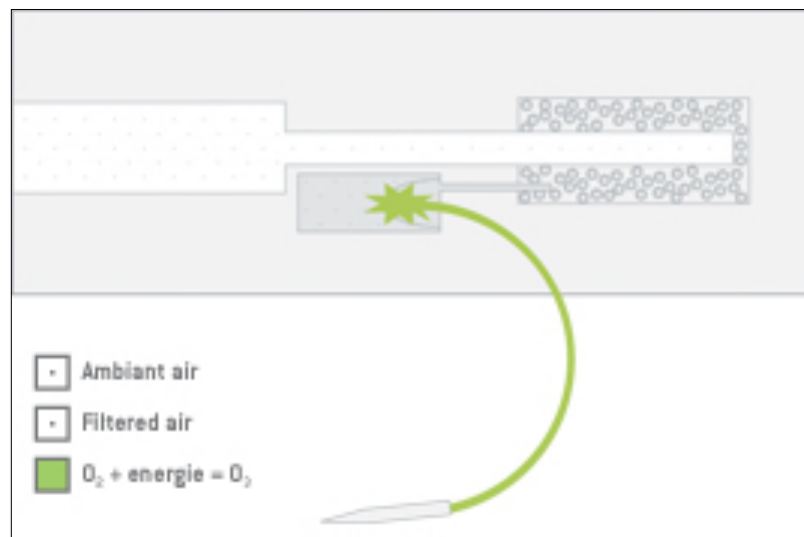 Ambiant air
Filtered air
O₂ + energie = O₃